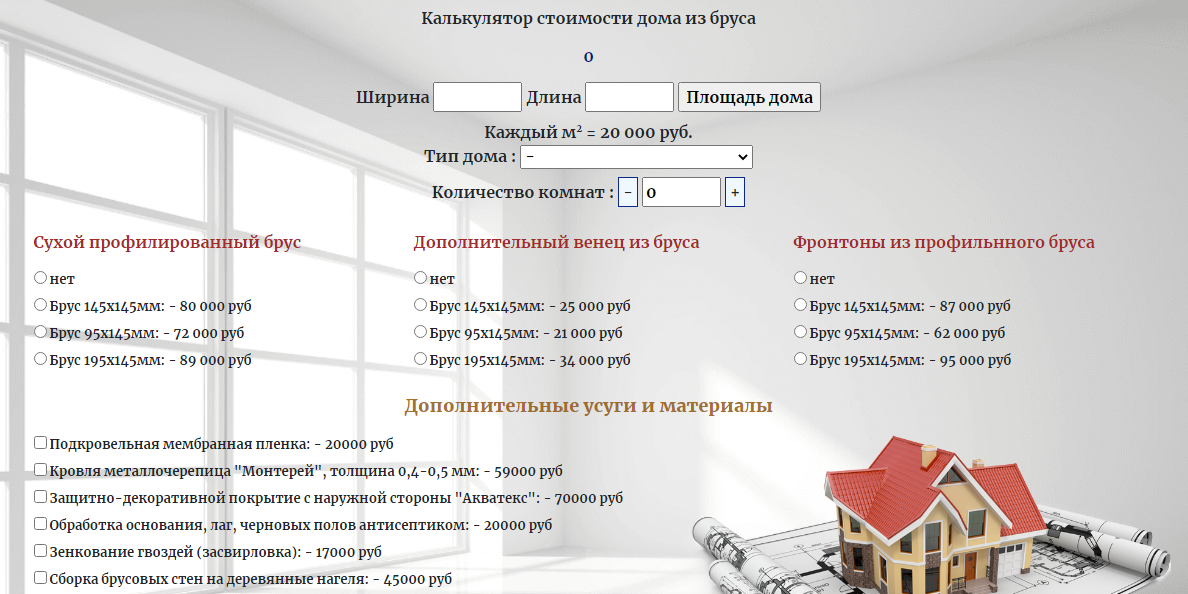 Калькулятор стоимости дома из бруса
0
Ширина Длина Площадь дома
Каждый м² = 20 000 руб.
Тип дома : -
Количество комнат : - 0 +
Сухой профилированный брус
нет
Брус 145х145мм: - 80 000 руб
Брус 95х145мм: - 72 000 руб
Брус 195х145мм: - 89 000 руб
Дополнительный венец из бруса
нет
Брус 145х145мм: - 25 000 руб
Брус 95х145мм: - 21 000 руб
Брус 195х145мм: - 34 000 руб
Фронтоны из профильнного бруса
нет
Брус 145х145мм: - 87 000 руб
Брус 95х145мм: - 62 000 руб
Брус 195х145мм: - 95 000 руб
Дополнительные усуги и материалы
Подкровельная мембранная пленка: - 20000 руб
Кровля металлочерепица "Монтерей", толщина 0,4-0,5 мм: - 59000 руб
Защитно-декоративной покрытие с наружной стороны "Акватекс": - 70000 руб
Обработка основания, лаг, черновых полов антисептиком: - 20000 руб
Зенкование гвоздей (засвирловка): - 17000 руб
Сборка брусовых стен на деревянные нагеля: - 45000 руб